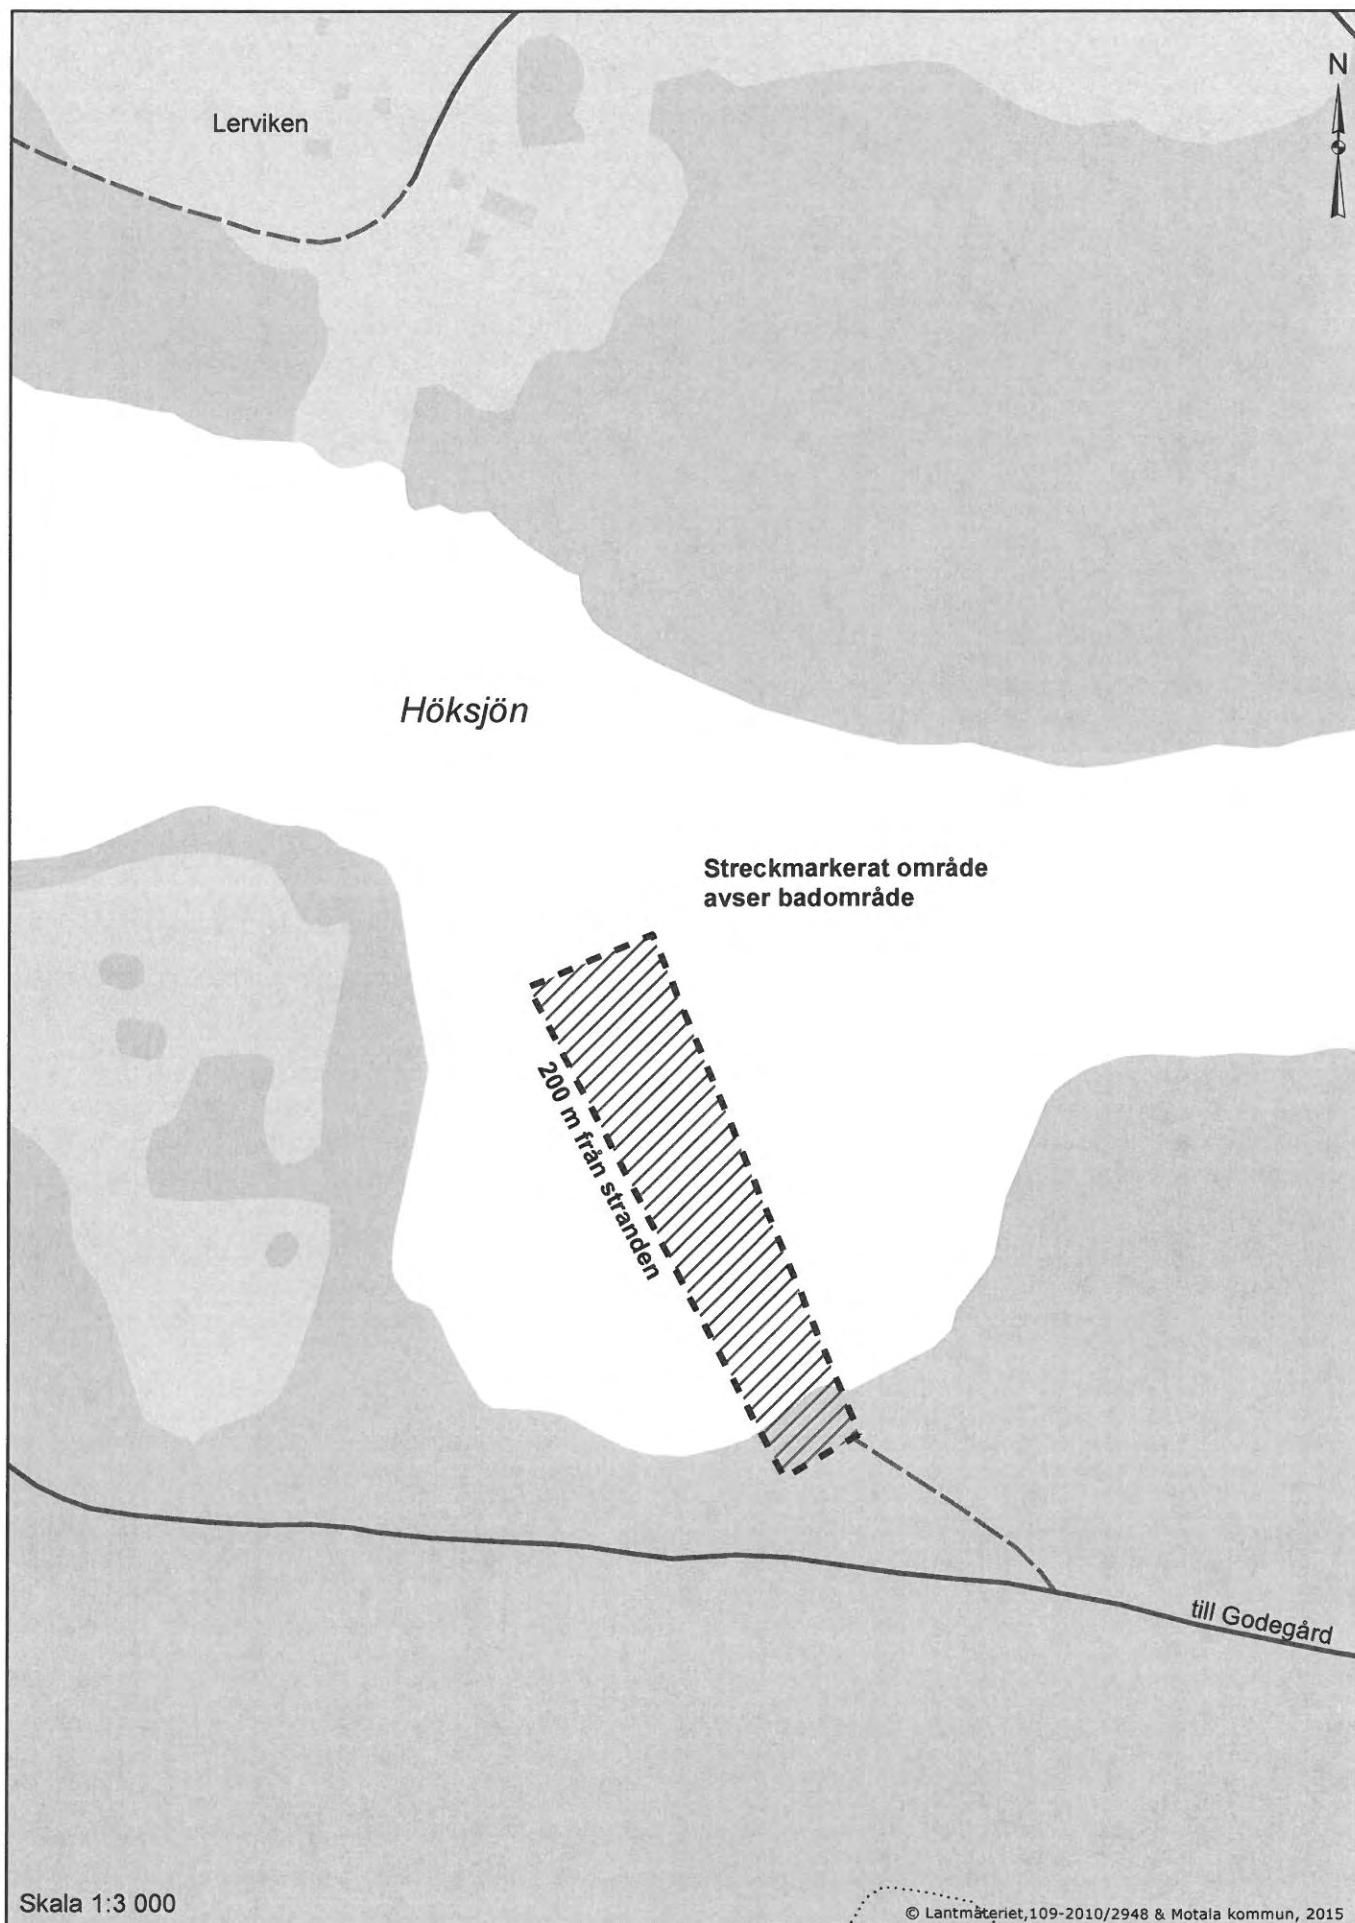 N
Lerviken
Höksjön
Streckmarkerat område
avser badområde
200 m från stranden
till Godegård
Skala 1:3 000
© Lantmäteriet,109-2010/2948 & Motala kommun, 2015